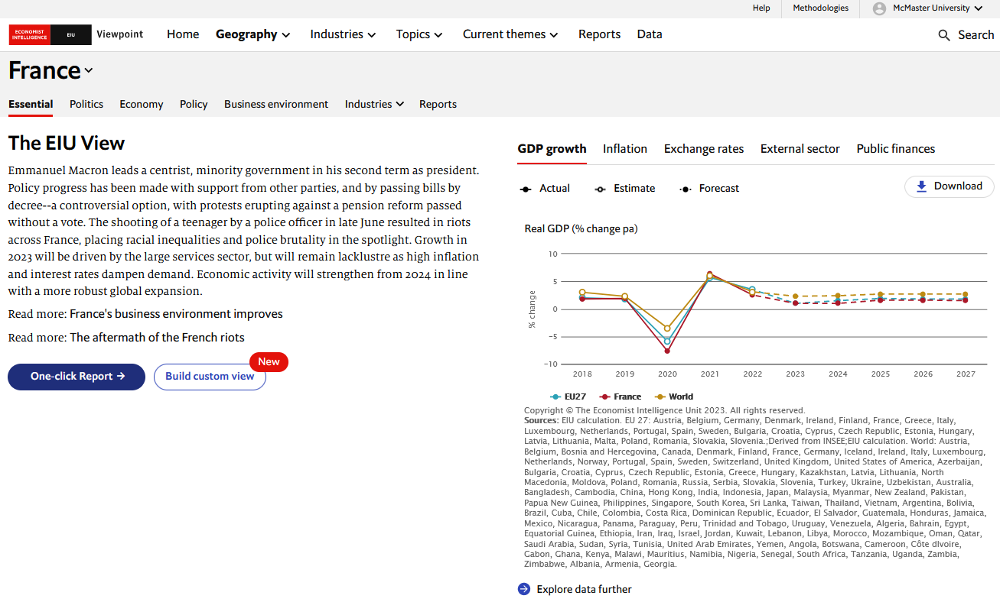 Help
Methodologies
McMaster University
ECONOMIST
INTELLIGENCE
EIU
Viewpoint
Home
Geography
Industries
Topics
Current themes
Reports
Data
Search
France
Essential
Politics
Economy
Policy
Business environment
Industries
Reports
The EIU View
Emmanuel Macron leads a centrist, minority government in his second term as president.
Policy progress has been made with support from other parties, and by passing bills by
decree--a controversial option, with protests erupting against a pension reform passed
without a vote. The shooting of a teenager by a police officer in late June resulted in riots
across France, placing racial inequalities and police brutality in the spotlight. Growth in
2023 will be driven by the large services sector, but will remain lacklustre as high inflation
and interest rates dampen demand. Economic activity will strengthen from 2024 in line
with a more robust global expansion.
Read more: France's business environment improves
Read more: The aftermath of the French riots
One-click Report
Build custom view
New
GDP growth
Inflation
Exchange rates
External sector
Public finances
Actual
Estimate
Forecast
Download
Real GDP (% change pa)
% change
10
5
0
−5
−10
2018
2019
2020
2021
2022
2023
2024
2025
2026
2027
EU27
France
World
Copyright © The Economist Intelligence Unit 2023. All rights reserved.
Sources: EIU calculation. EU 27: Austria, Belgium, Germany, Denmark, Ireland, Finland, France, Greece, Italy,
Luxembourg, Netherlands, Portugal, Spain, Sweden, Bulgaria, Croatia, Cyprus, Czech Republic, Estonia, Hungary,
Latvia, Lithuania, Malta, Poland, Romania, Slovakia, Slovenia.;Derived from INSEE;EIU calculation. World: Austria,
Belgium, Bosnia and Hercegovina, Canada, Denmark, Finland, France, Germany, Iceland, Ireland, Italy, Luxembourg,
Netherlands, Norway, Portugal, Spain, Sweden, Switzerland, United Kingdom, United States of America, Azerbaijan,
Bulgaria, Croatia, Cyprus, Czech Republic, Estonia, Greece, Hungary, Kazakhstan, Latvia, Lithuania, North
Macedonia, Moldova, Poland, Romania, Russia, Serbia, Slovakia, Slovenia, Turkey, Ukraine, Uzbekistan, Australia,
Bangladesh, Cambodia, China, Hong Kong, India, Indonesia, Japan, Malaysia, Myanmar, New Zealand, Pakistan,
Papua New Guinea, Philippines, Singapore, South Korea, Sri Lanka, Taiwan, Thailand, Vietnam, Argentina, Bolivia,
Brazil, Cuba, Chile, Colombia, Costa Rica, Dominican Republic, Ecuador, El Salvador, Guatemala, Honduras, Jamaica,
Mexico, Nicaragua, Panama, Paraguay, Peru, Trinidad and Tobago, Uruguay, Venezuela, Algeria, Bahrain, Egypt,
Equatorial Guinea, Ethiopia, Iran, Iraq, Israel, Jordan, Kuwait, Lebanon, Libya, Morocco, Mozambique, Oman, Qatar,
Saudi Arabia, Sudan, Syria, Tunisia, United Arab Emirates, Yemen, Angola, Botswana, Cameroon, Côte dIvoire,
Gabon, Ghana, Kenya, Malawi, Mauritius, Namibia, Nigeria, Senegal, South Africa, Tanzania, Uganda, Zambia,
Zimbabwe, Albania, Armenia, Georgia.
Explore data further